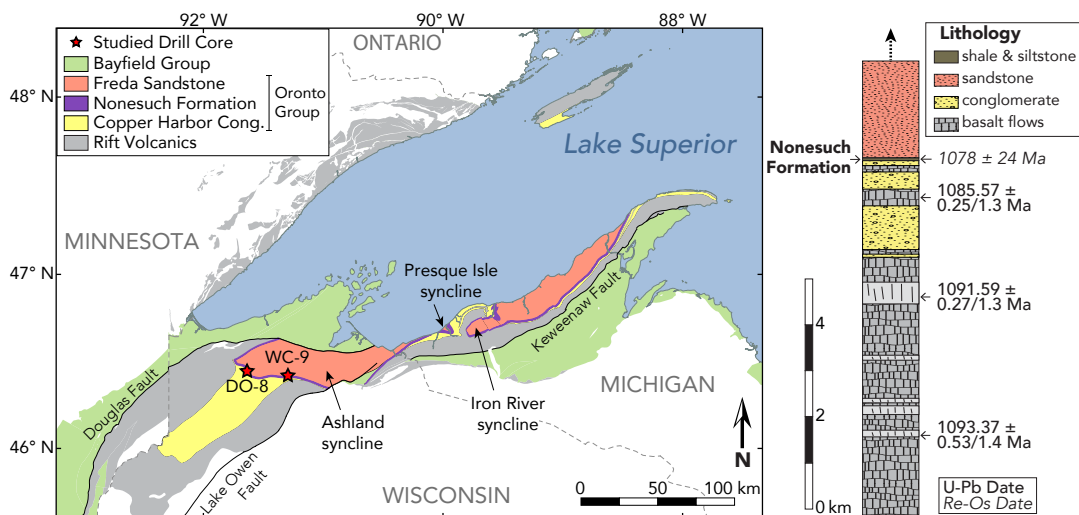 92° W
90° W
88° W
Studied Drill Core
Bayfield Group
Freda Sandstone
Nonesuch Formation
Copper Harbor Cong.
Rift Volcanics
Oronto
Group
ONTARIO
48° N
Lake Superior
MINNESOTA
47° N
Presque Isle
syncline
Keweenaw Fault
WC-9
DO-8
Douglas Fault
MICHIGAN
Iron River
syncline
Ashland
syncline
46° N
N
Lake Owen
Fault
WISCONSIN
0
50
100 km
Lithology
shale & siltstone
sandstone
conglomerate
basalt flows
Nonesuch
Formation
1078 ± 24 Ma
1085.57 ±
0.25/1.3 Ma
1091.59 ±
0.27/1.3 Ma
4
2
0 km
1093.37 ±
0.53/1.4 Ma
U-Pb Date
Re-Os Date